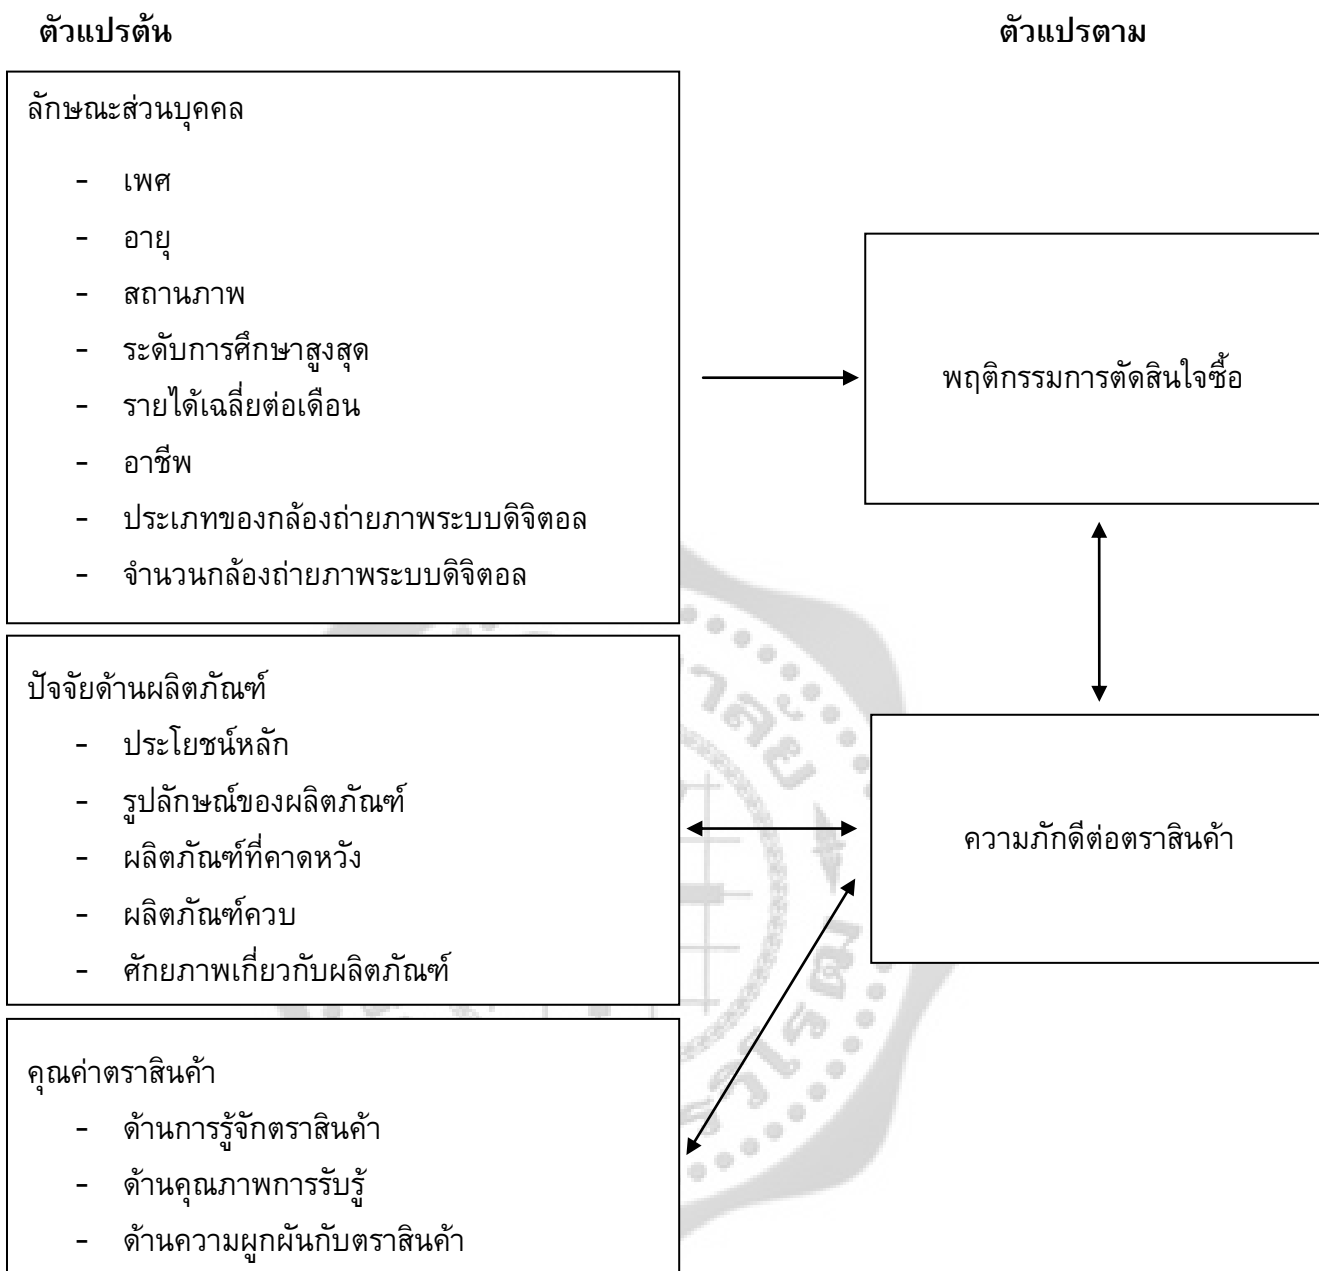 ตัวแปรต้น
ตัวแปรตาม
ลักษณะส่วนบุคคล
- เพศ
- อายุ
- สถานภาพ
- ระดับการศึกษาสูงสุด
- รายได้เฉลี่ยต่อเดือน
- อาชีพ
- ประเภทของกล้องถ่ายภาพระบบดิจิตอล
- จำนวนกล้องถ่ายภาพระบบดิจิตอล
พฤติกรรมการตัดสินใจซื้อ
ปัจจัยด้านผลิตภัณฑ์
- ประโยชน์หลัก
- รูปลักษณ์ของผลิตภัณฑ์
- ผลิตภัณฑ์ที่คาดหวัง
- ผลิตภัณฑ์ควบ
- ศักยภาพเกี่ยวกับผลิตภัณฑ์
ความภักดีต่อตราสินค้า
คุณค่าตราสินค้า
- ด้านการรู้จักตราสินค้า
- ด้านคุณภาพการรับรู้
- ด้านความผูกผันกับตราสินค้า